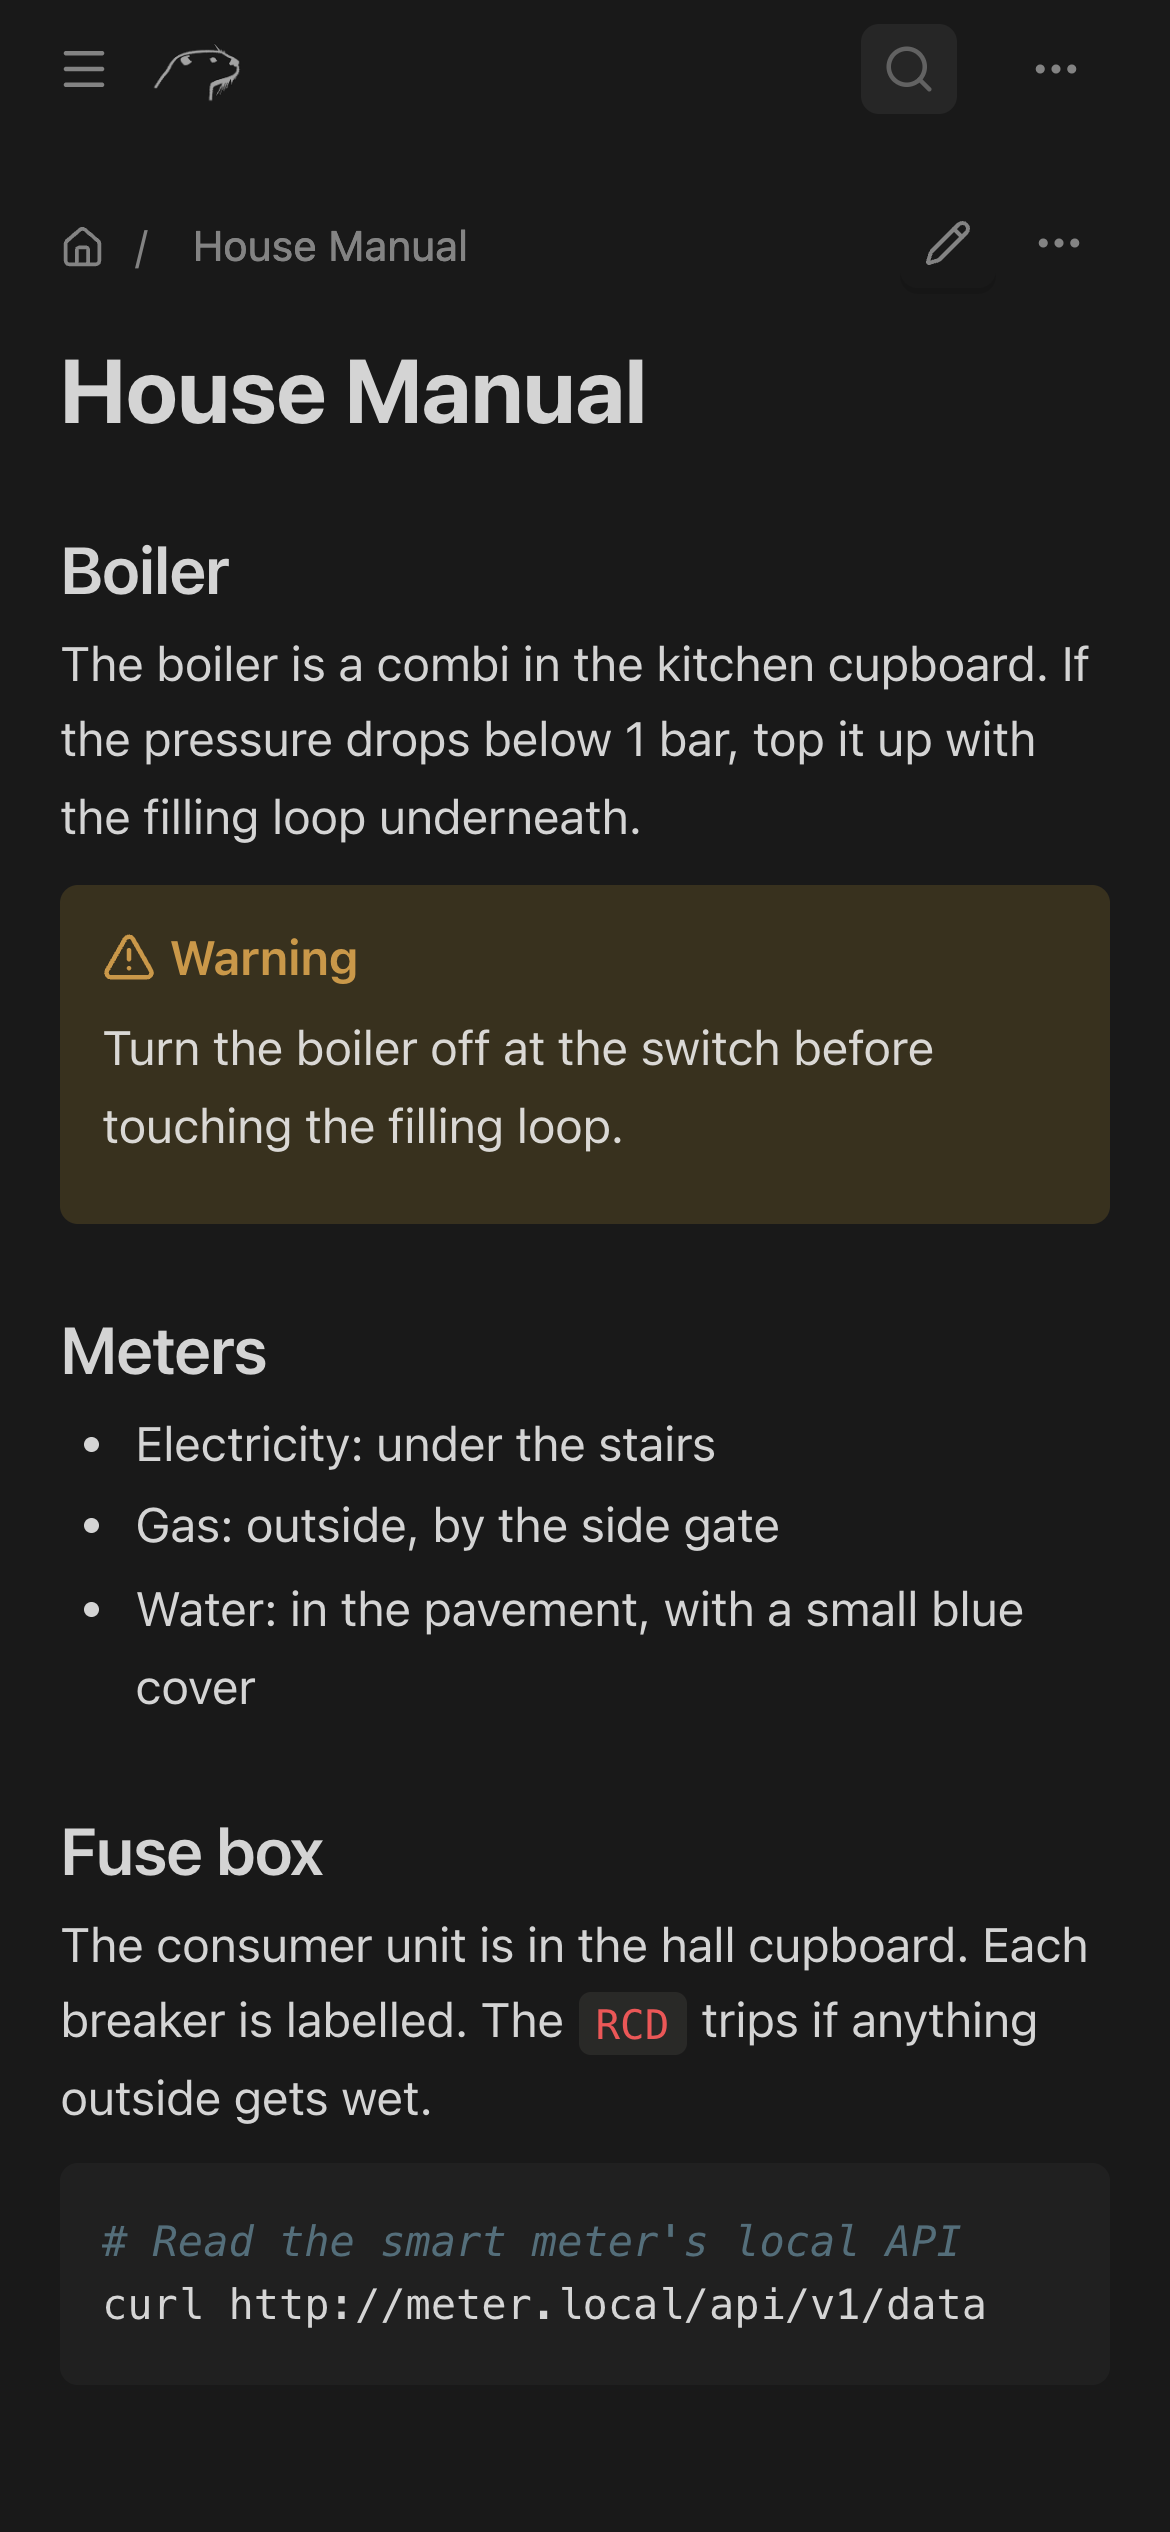 / House Manual
House Manual
Boiler
The boiler is a combi in the kitchen cupboard. If
the pressure drops below 1 bar, top it up with
the filling loop underneath.
Warning
Turn the boiler off at the switch before
touching the filling loop.
Meters
• Electricity: under the stairs
• Gas: outside, by the side gate
• Water: in the pavement, with a small blue
cover
Fuse box
The consumer unit is in the hall cupboard. Each
breaker is labelled. The RCD trips if anything
outside gets wet.
# Read the smart meter's local API
curl http://meter.local/api/v1/data